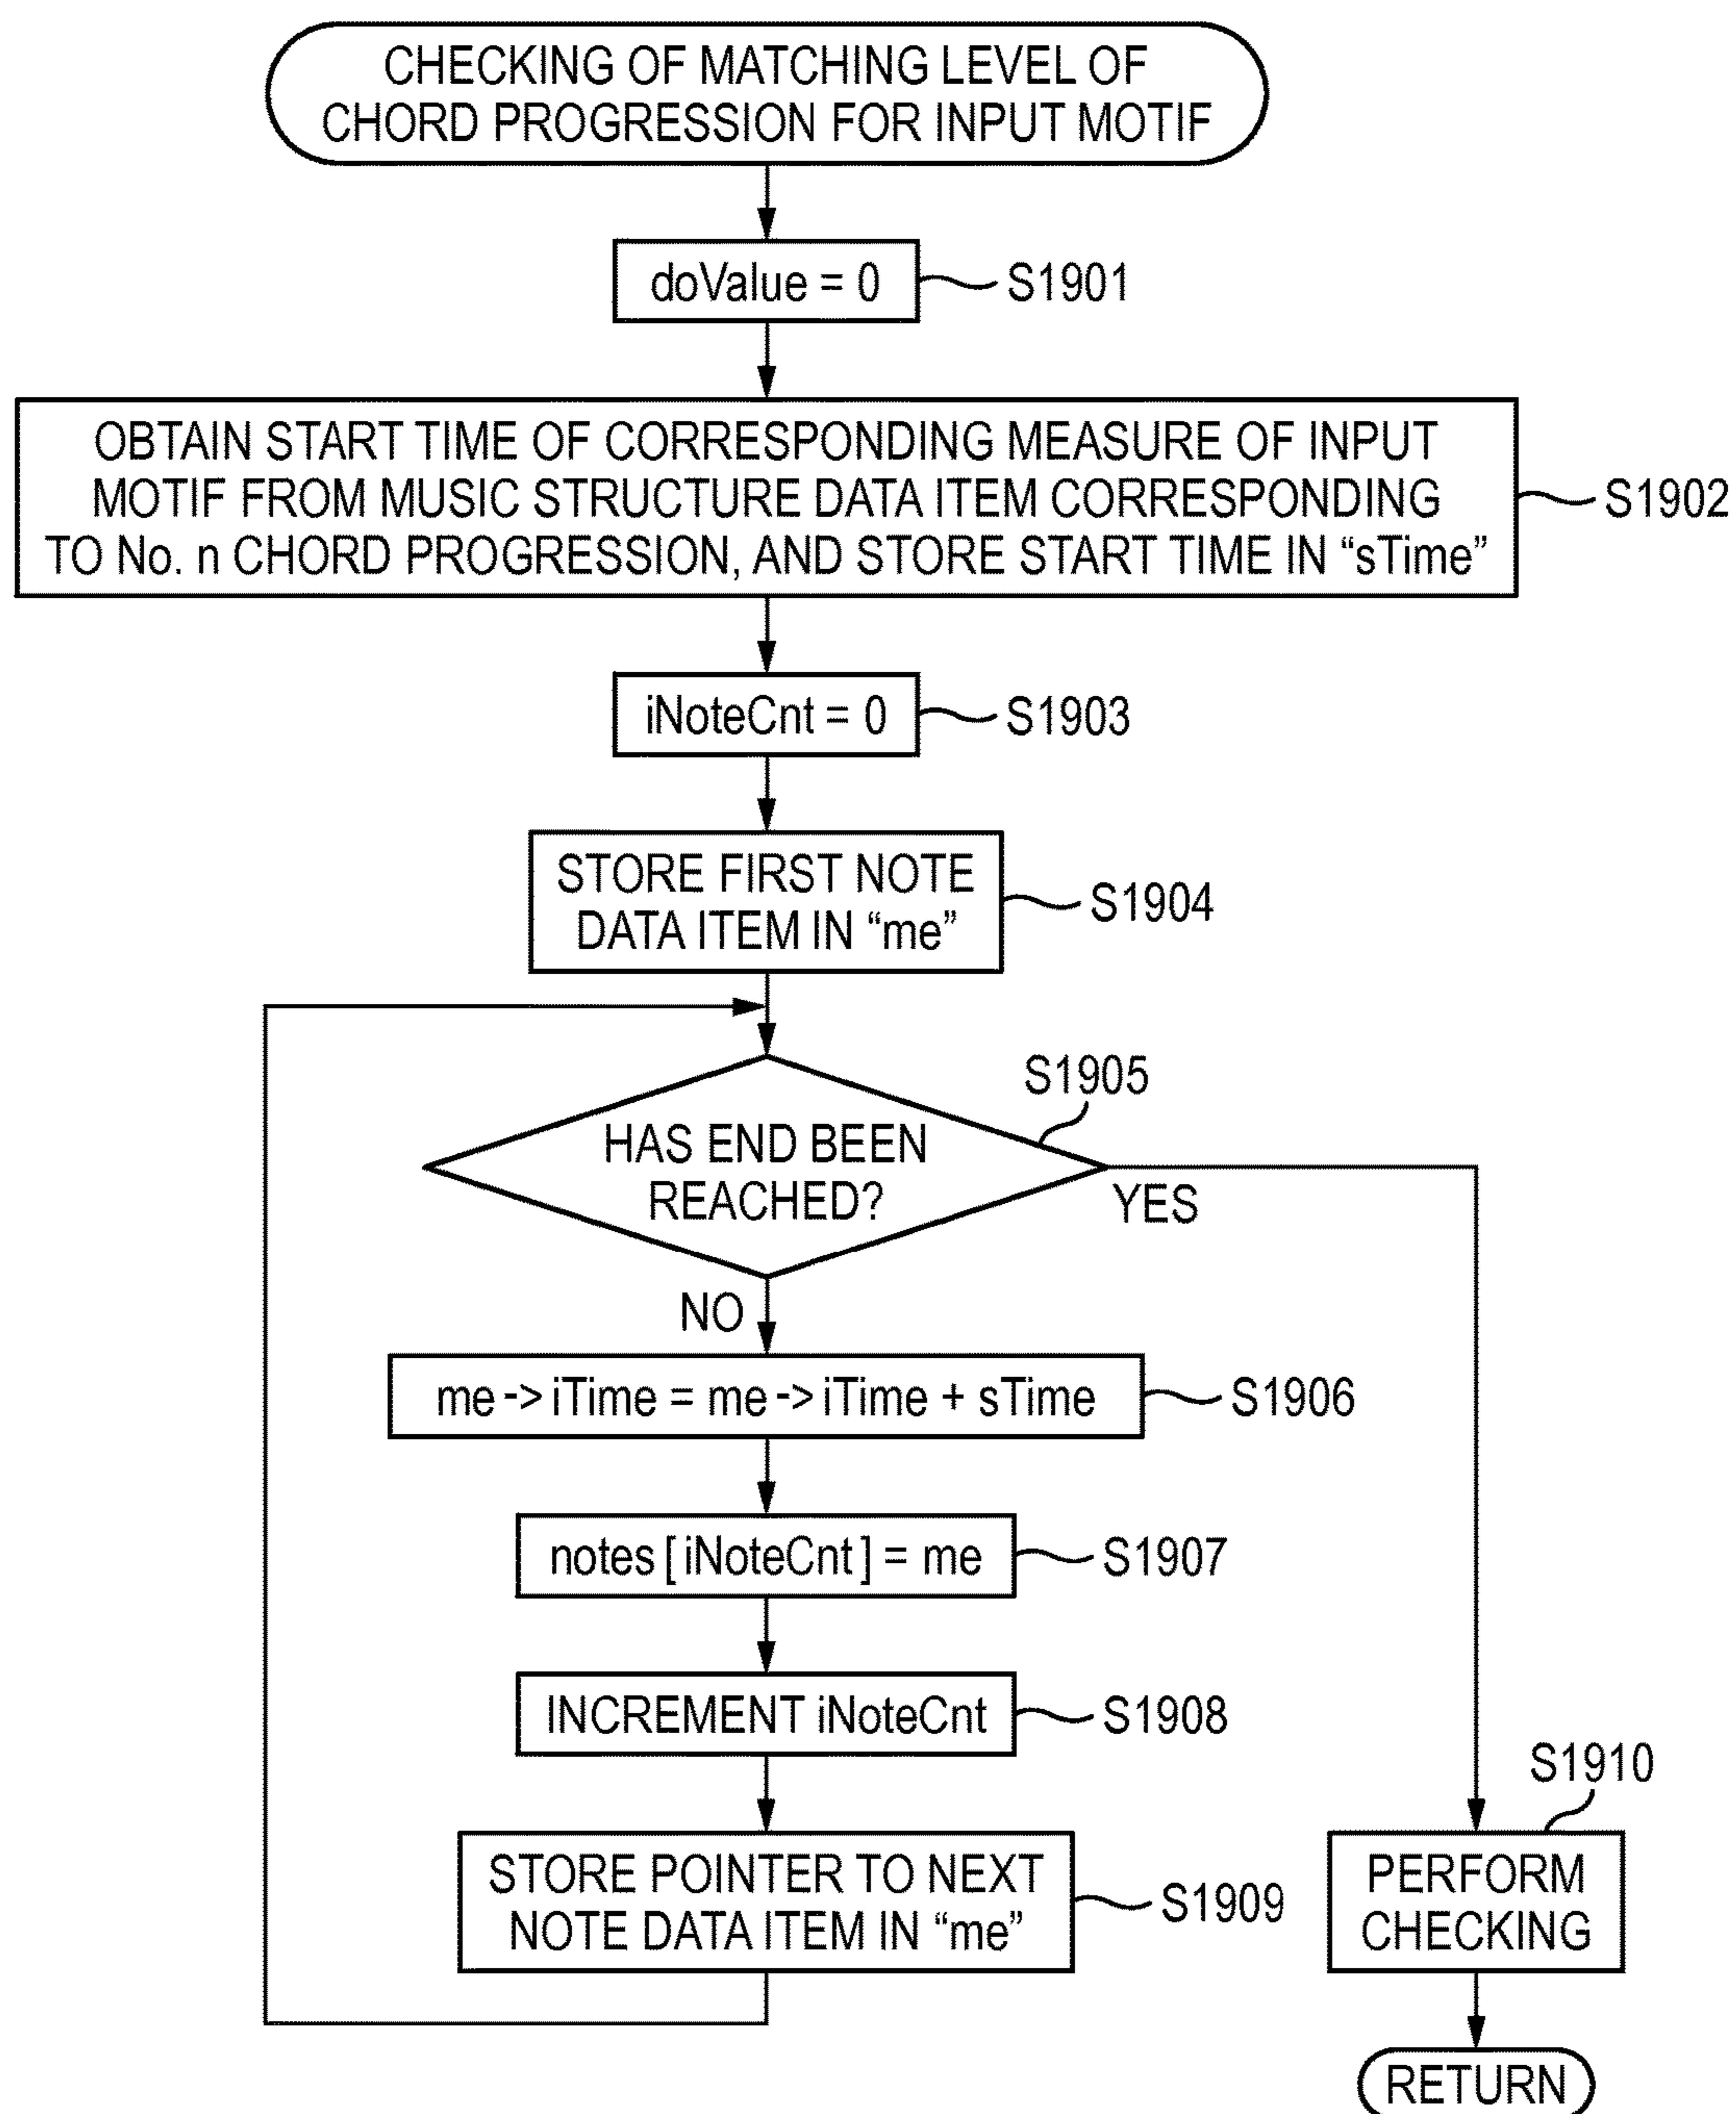 CHECKING OF MATCHING LEVEL OF
CHORD PROGRESSION FOR INPUT MOTIF
doValue = 0
S1901
OBTAIN START TIME OF CORRESPONDING MEASURE OF INPUT
MOTIF FROM MUSIC STRUCTURE DATA ITEM CORRESPONDING
TO No. n CHORD PROGRESSION, AND STORE START TIME IN “sTime”
S1902
iNoteCnt = 0
S1903
STORE FIRST NOTE
DATA ITEM IN “me”
S1904
S1905
HAS END BEEN
REACHED?
YES
NO
me -> iTime = me -> iTime + sTime
S1906
notes [ iNoteCnt ] = me
S1907
INCREMENT iNoteCnt
S1908
STORE POINTER TO NEXT
NOTE DATA ITEM IN “me”
S1909
S1910
PERFORM
CHECKING
RETURN